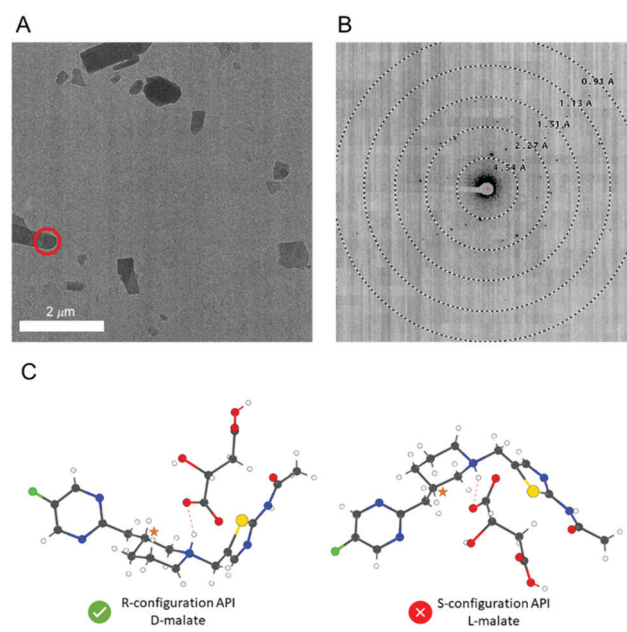 A
B
0.91 Å
1.13 Å
1.51 Å
2.27 Å
4.54 Å
2 μm
C
R-configuration API
D-malate
S-configuration API
L-malate